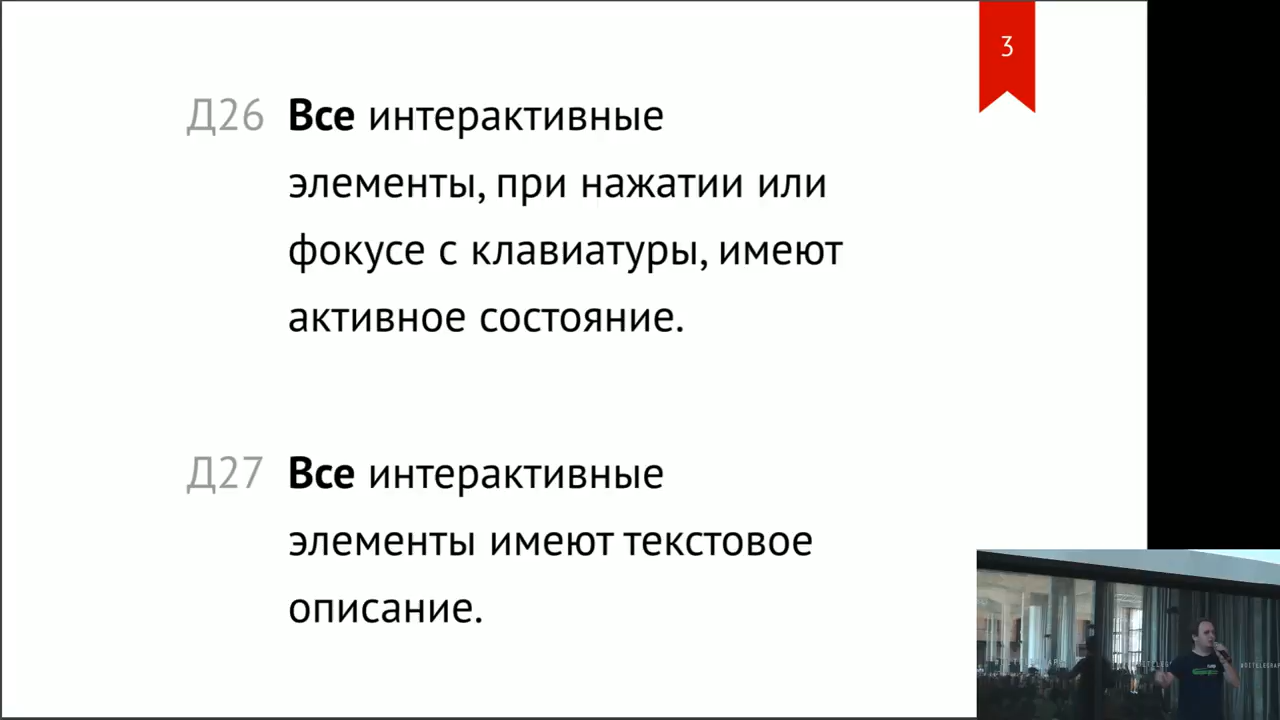 3
Д26 Все интерактивные
элементы, при нажатии или
фокусе с клавиатуры, имеют
активное состояние.
Д27 Все интерактивные
элементы имеют текстовое
описание.